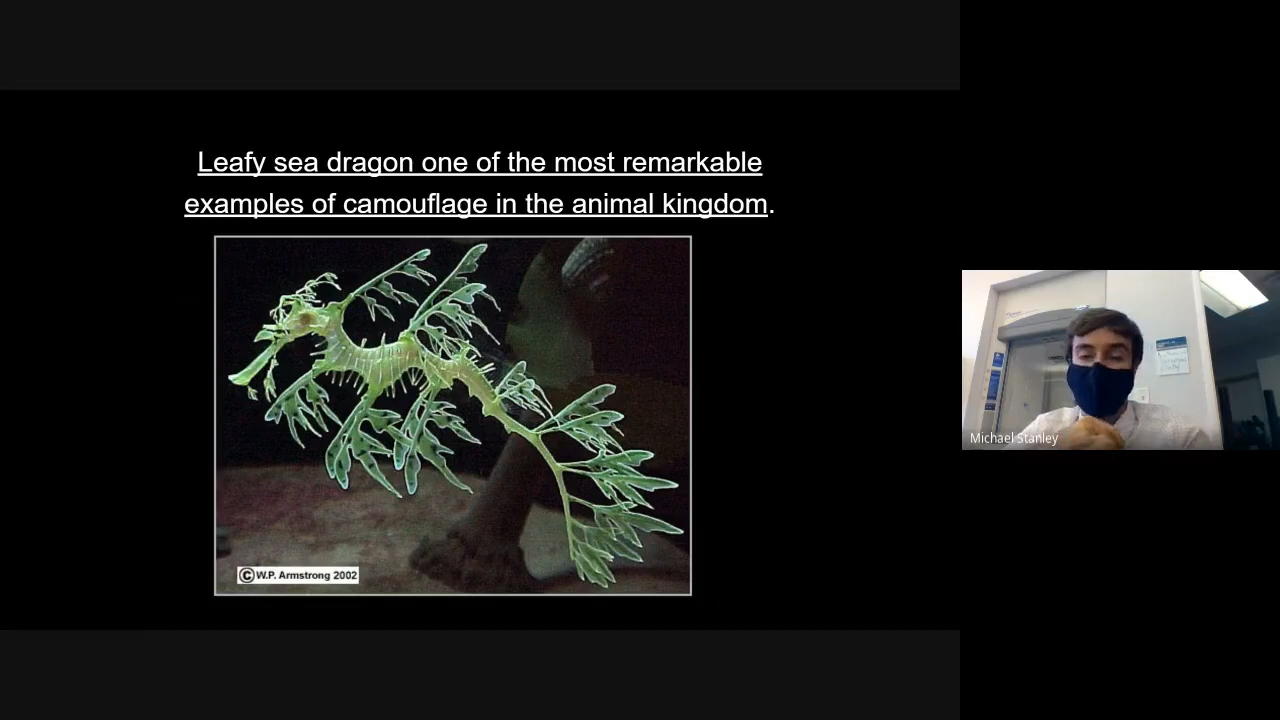 Leafy sea dragon one of the most remarkable
examples of camouflage in the animal kingdom.
©W.P. Armstrong 2002
Michael Stanley